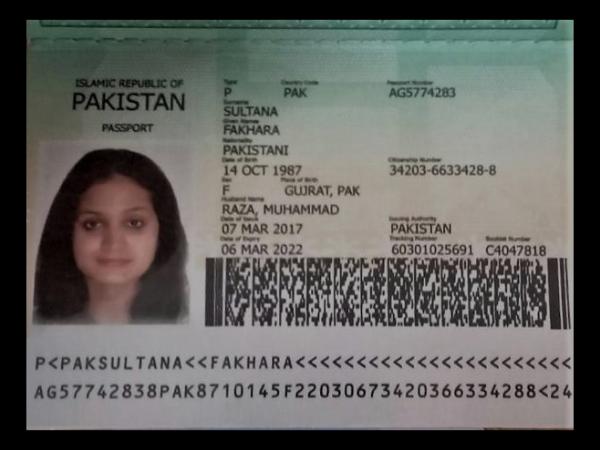 ISLAMIC REPUBLIC OF
PAKISTAN
PASSPORT
Type Country Code Passport Number
P PAK AG5774283
Surname
SULTANA
Given Names
FAKHARA
Nationality
PAKISTANI
Date of Birth Citizenship Number
14 OCT 1987 34203-6633428-8
Sex Place of Birth
F GUJRAT, PAK
Husband Name
RAZA, MUHAMMAD
Date of Issue Issuing Authority
07 MAR 2017 PAKISTAN
Date of Expiry Tracking Number Booklet Number
06 MAR 2022 60301025691 C4047818
P<PAKSULTANA<<FAKHARA<<<<<<<<<<<<<<<<<<<<<<<
AG57742838PAK8710145F22030673420366334288<24